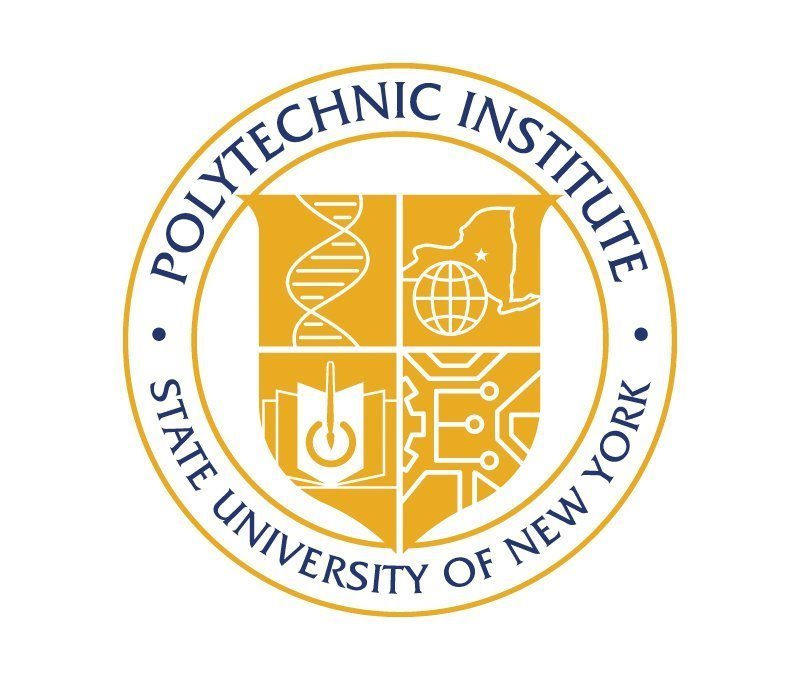 POLYTECHNIC INSTITUTE
STATE UNIVERSITY OF NEW YORK